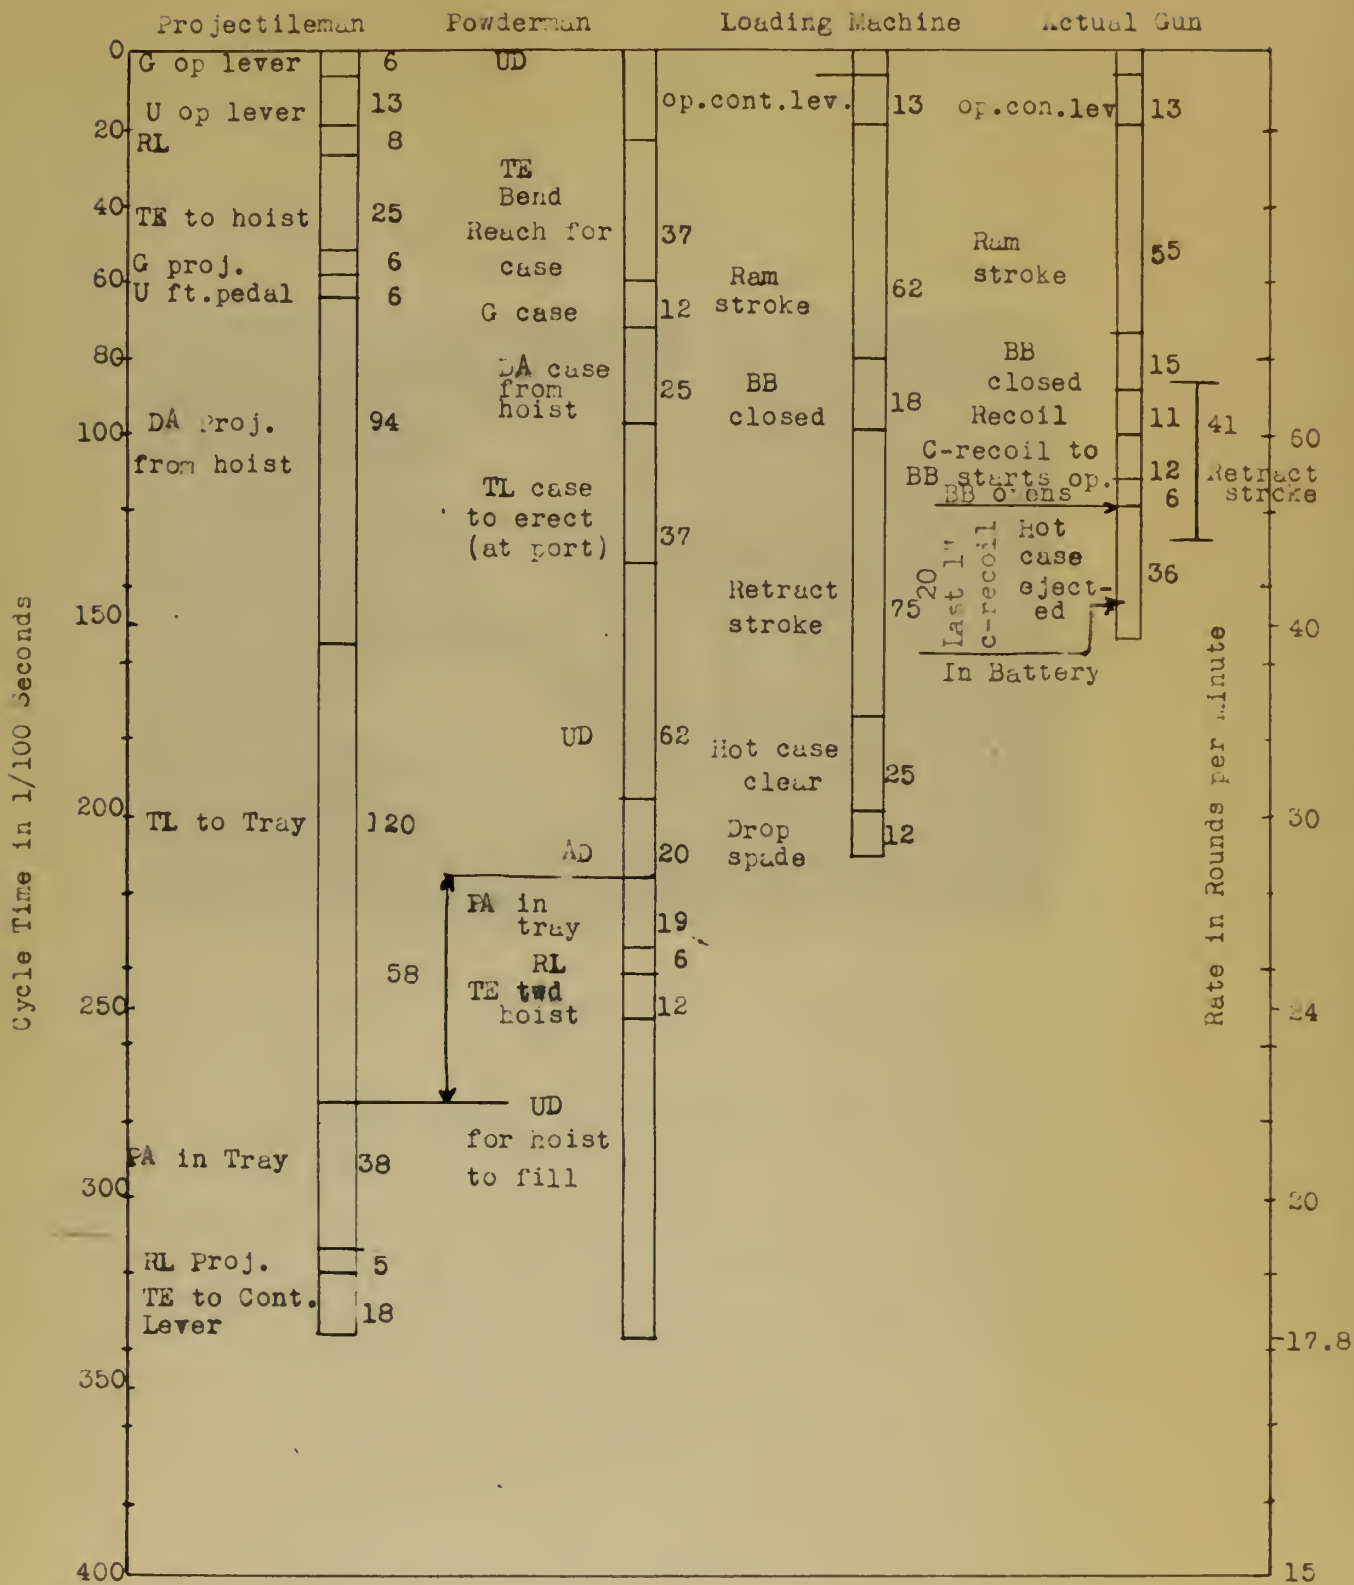 Projectileman Powderman Loading Machine Actual Gun
0
G op lever 6
U op lever 13
20
RL 8
40
TE to hoist 25
G proj. 6
60
U ft.pedal 6
80
100
DA Proj. 94
from hoist
150
200
TL to Tray 120
250
PA in Tray 38
300
RL Proj. 5
TE to Cont. 18
Lever
350
400
Cycle Time in 1/100 Seconds
UD
TE
Bend
Reach for 37
case
G case 12
DA case
from 25
hoist
TL case
to erect 37
(at port)
UD 62
AD 20
58
PA in
tray 19
RL 6
TE twd
hoist 12
UD
for hoist
to fill
op.cont.lev. 13
Ram
stroke 62
BB
closed 18
Retract
stroke 75
Hot case
clear 25
Drop
spade 12
op.con.lev 13
Ram
stroke 55
BB
closed 15
Recoil 11
C-recoil to
BB starts op. 12
BB opens 6
41
Retract
stroke
20
Last 1"
c-recoil
Hot
case
eject-
ed
36
In Battery
60
40
30
24
20
17.8
15
Rate in Rounds per Minute